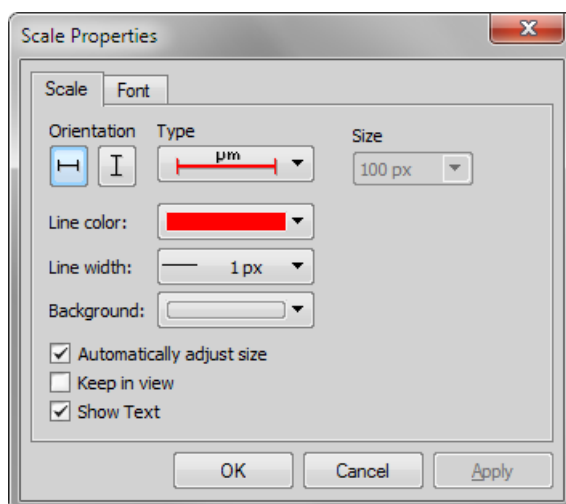 Scale Properties
Scale Font
Orientation Type Size
μm
100 px
Line color:
Line width: 1 px
Background:
Automatically adjust size
Keep in view
Show Text
OK Cancel Apply